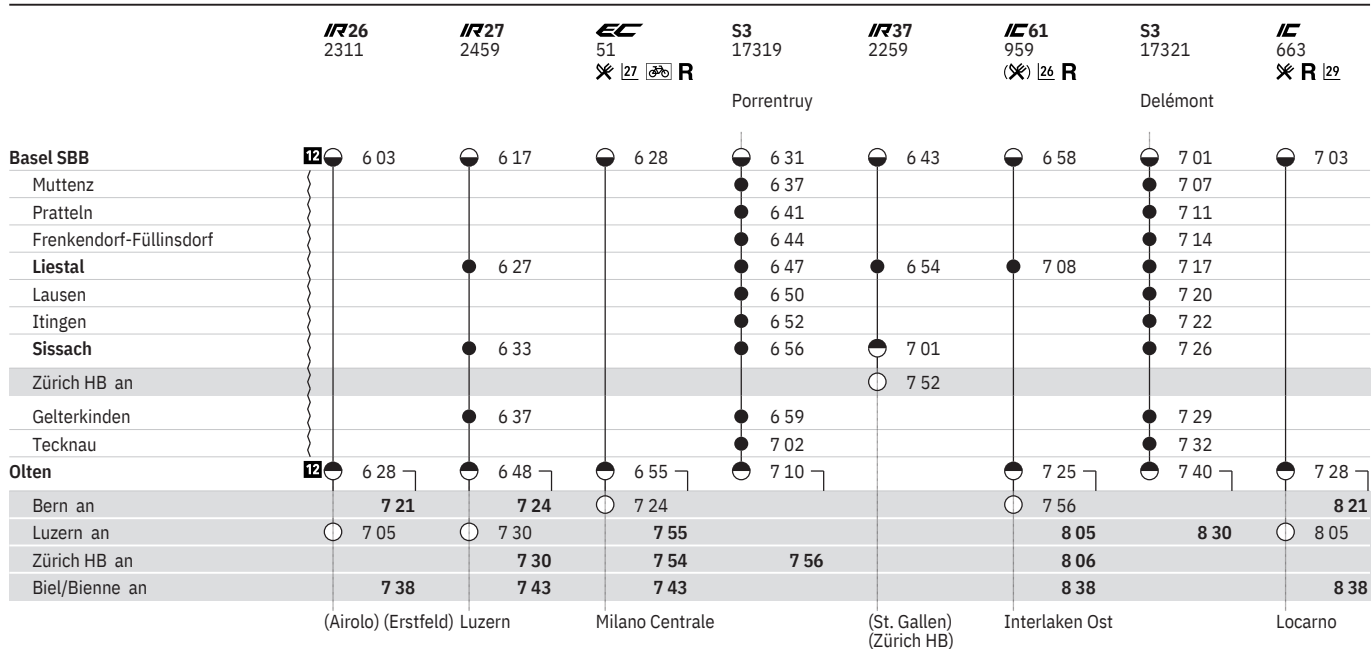 IR26 IR27 EC S3 IR37 IC61 S3 IC
2311 2459 51 17319 2259 959 17321 663
27 R 26 R R 29
Porrentruy Delémont
Basel SBB 12 6 03 6 17 6 28 6 31 6 43 6 58 7 01 7 03
Muttenz 6 37 7 07
Pratteln 6 41 7 11
Frenkendorf-Füllinsdorf 6 44 7 14
Liestal 6 27 6 47 6 54 7 08 7 17
Lausen 6 50 7 20
Itingen 6 52 7 22
Sissach 6 33 6 56 7 01 7 26
Zürich HB an 7 52
Gelterkinden 6 37 6 59 7 29
Tecknau 7 02 7 32
Olten 12 6 28 6 48 6 55 7 10 7 25 7 40 7 28
Bern an 7 21 7 24 7 24 7 56 8 21
Luzern an 7 05 7 30 7 55 8 05 8 30 8 05
Zürich HB an 7 30 7 54 7 56 8 06
Biel/Bienne an 7 38 7 43 7 43 8 38 8 38
(Airolo) (Erstfeld) Luzern Milano Centrale (St. Gallen) Interlaken Ost Locarno
(Zürich HB)